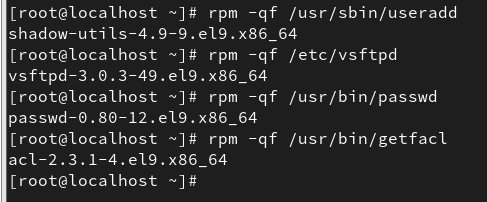 [root@localhost ~]# rpm -qf /usr/sbin/useradd
shadow-utils-4.9-9.el9.x86_64
[root@localhost ~]# rpm -qf /etc/vsftpd
vsftpd-3.0.3-49.el9.x86_64
[root@localhost ~]# rpm -qf /usr/bin/passwd
passwd-0.80-12.el9.x86_64
[root@localhost ~]# rpm -qf /usr/bin/getfacl
acl-2.3.1-4.el9.x86_64
[root@localhost ~]#